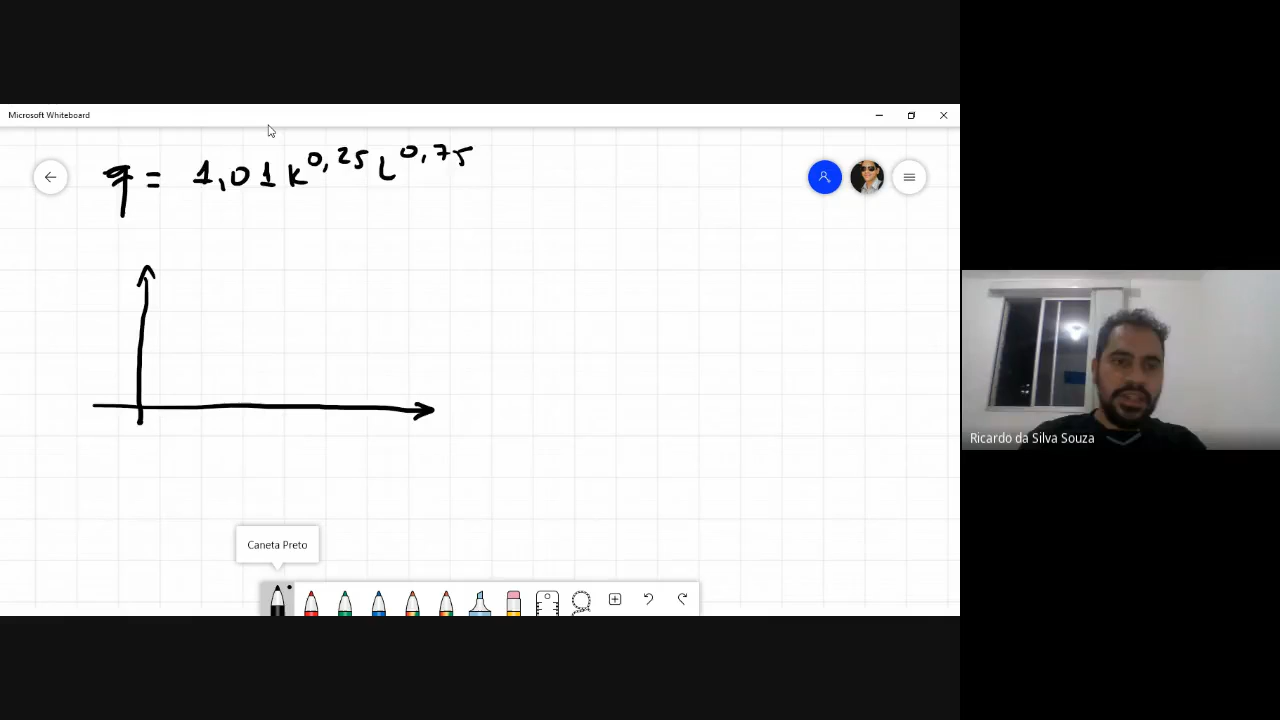 Microsoft Whiteboard
q = 1,01 K^0,25 L^0,75
Ricardo da Silva Souza
Caneta Preto